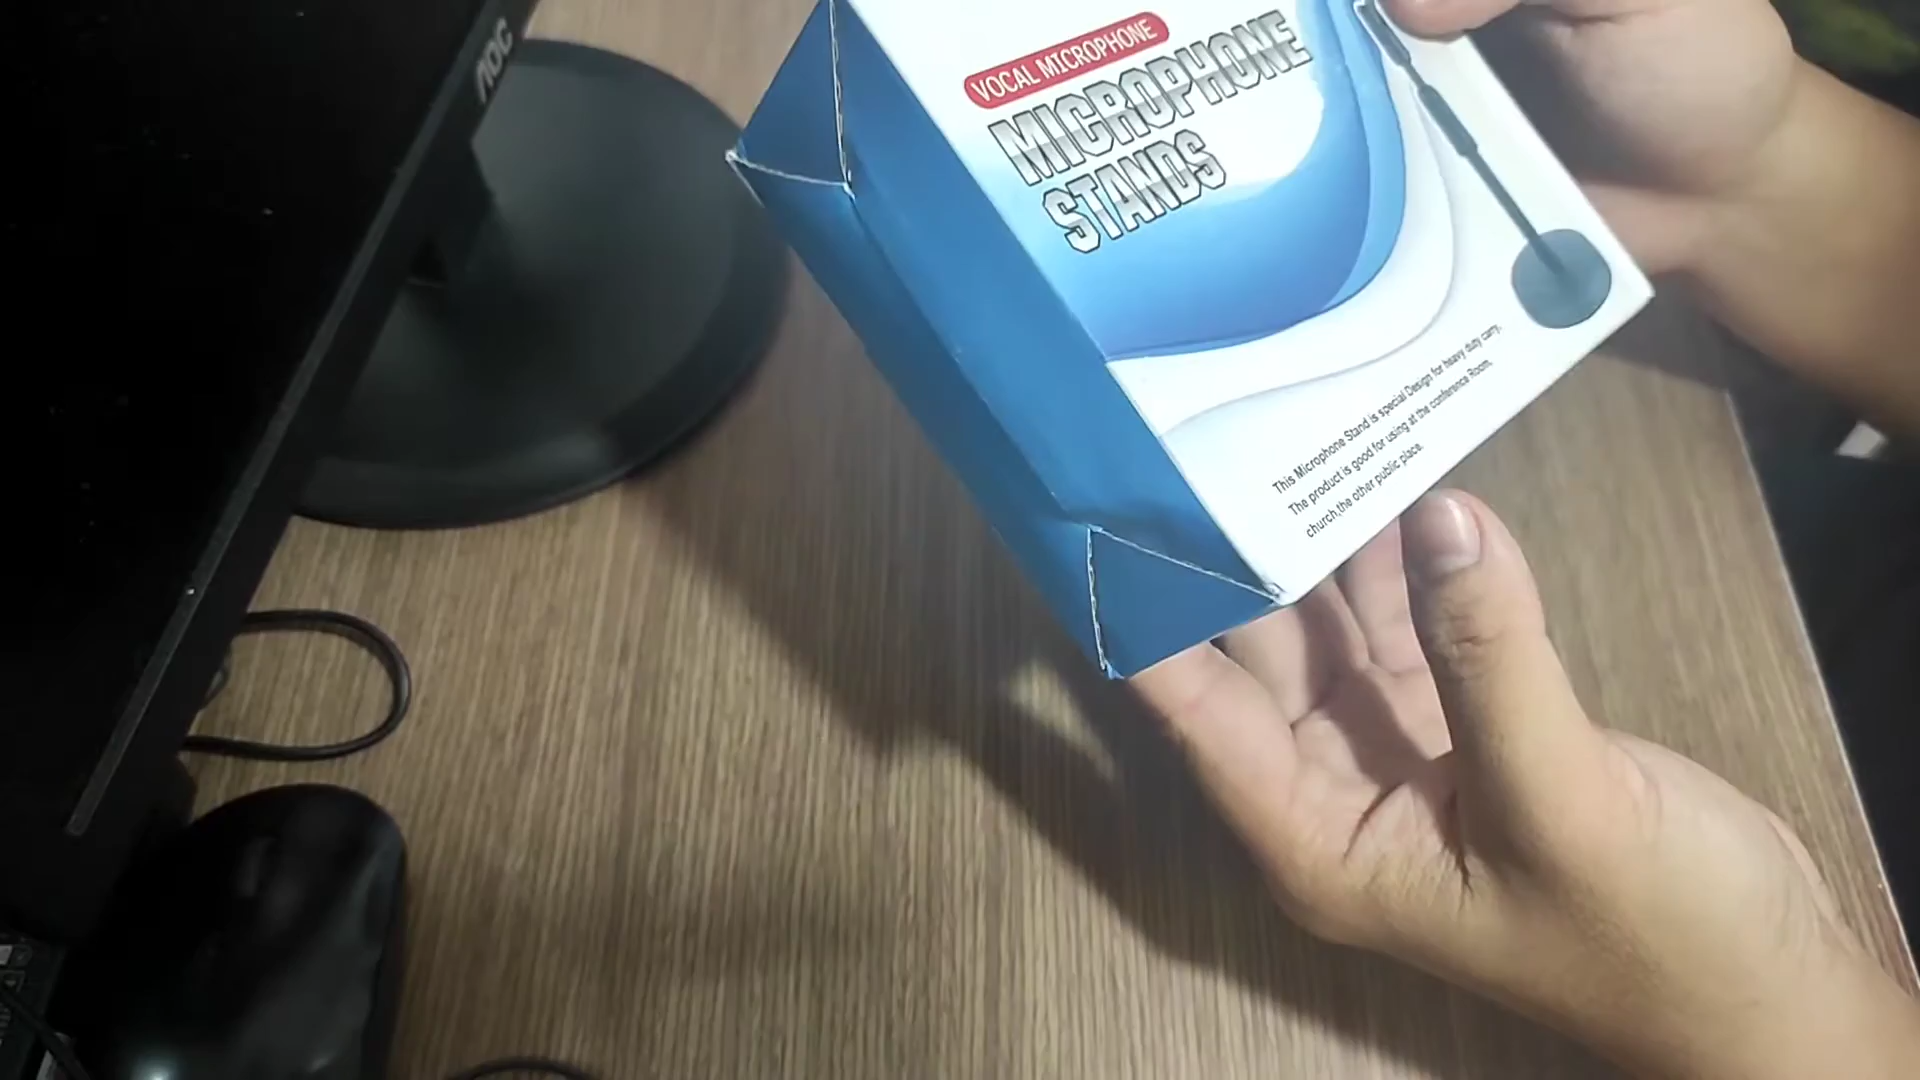 AOC
VOCAL MICROPHONE
MICROPHONE
STANDS
This Microphone Stand is special Design for heavy duty carry.
The product is good for using at the conference Room.
church,the other public place.